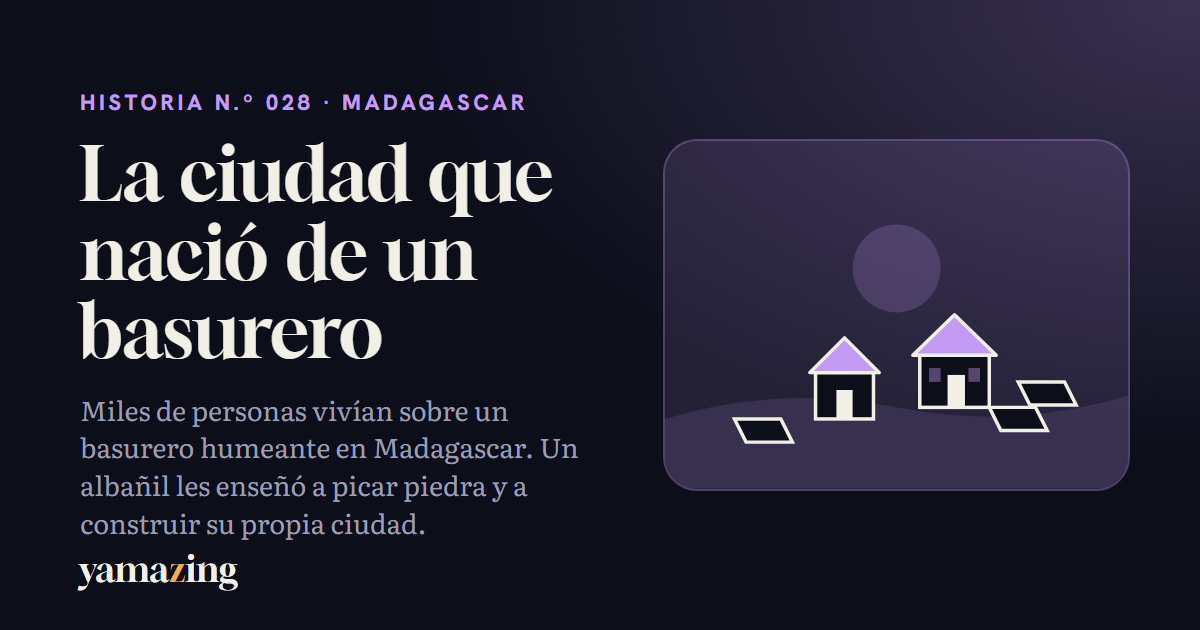 HISTORIA N.º 028 · MADAGASCAR
La ciudad que
nació de un
basurero
Miles de personas vivían sobre un
basurero humeante en Madagascar. Un
albañil les enseñó a picar piedra y a
construir su propia ciudad.
yamazing